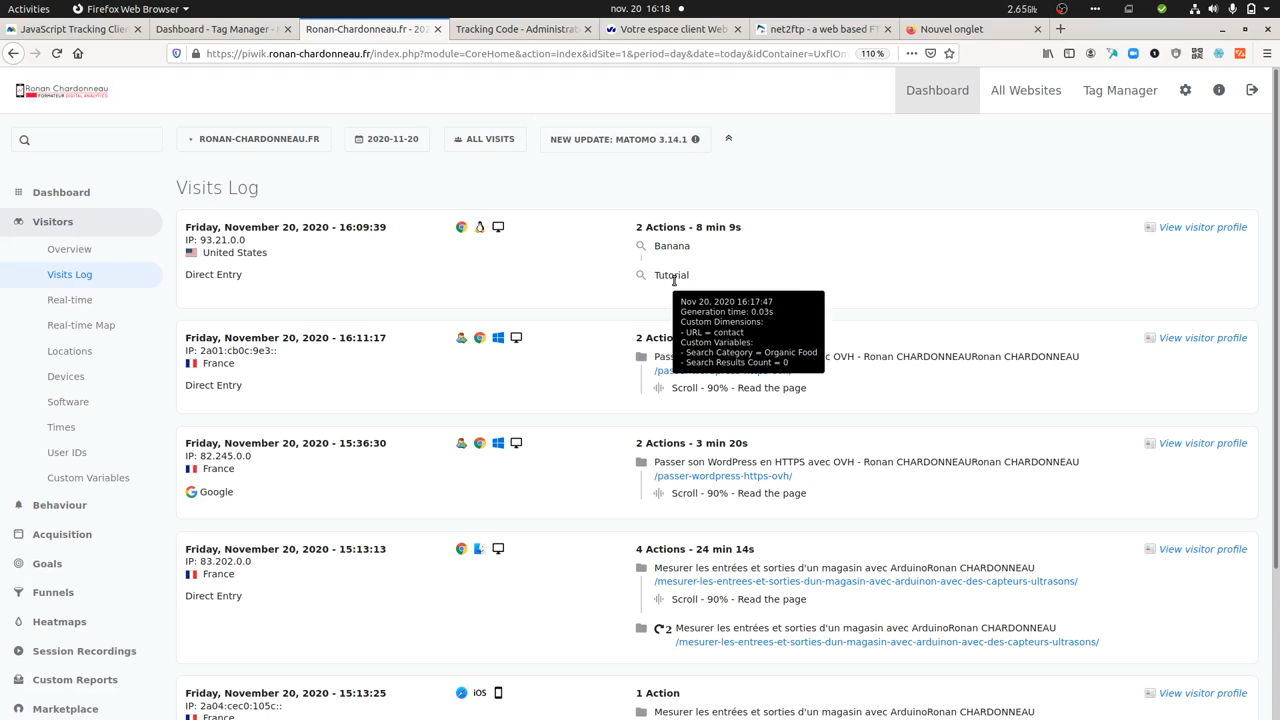 Activities
Firefox Web Browser
nov. 20 16:18
2.65l kg
JavaScript Tracking Clie
Dashboard - Tag Manager -
Ronan-Chardonneau.fr - 202
Tracking Code - Administrat
Votre espace client Web
net2ftp - a web based FT
Nouvel onglet
https://piwik.ronan-chardonneau.fr/index.php?module=CoreHome&action=index&idSite=1&period=day&date=today&idContainer=UxfIOm
110 %
Ronan Chardonneau
FORMATEUR DIGITAL ANALYTICS
Dashboard
All Websites
Tag Manager
RONAN-CHARDONNEAU.FR
2020-11-20
ALL VISITS
NEW UPDATE: MATOMO 3.14.1
Dashboard
Visitors
Overview
Visits Log
Real-time
Real-time Map
Locations
Devices
Software
Times
User IDs
Custom Variables
Behaviour
Acquisition
Goals
Funnels
Heatmaps
Session Recordings
Custom Reports
Marketplace
Visits Log
Friday, November 20, 2020 - 16:09:39
IP: 93.21.0.0
United States
Direct Entry
2 Actions - 8 min 9s
Banana
Tutorial
View visitor profile
Nov 20, 2020 16:17:47
Generation time: 0.03s
Custom Dimensions:
- URL = contact
Custom Variables:
- Search Category = Organic Food
- Search Results Count = 0
Friday, November 20, 2020 - 16:11:17
IP: 2a01:cb0c:9e3::
France
Direct Entry
2 Actio
Pass
c OVH - Ronan CHARDONNEAURonan CHARDONNEAU
/pas
Scroll - 90% - Read the page
View visitor profile
Friday, November 20, 2020 - 15:36:30
IP: 82.245.0.0
France
Google
2 Actions - 3 min 20s
Passer son WordPress en HTTPS avec OVH - Ronan CHARDONNEAURonan CHARDONNEAU
/passer-wordpress-https-ovh/
Scroll - 90% - Read the page
View visitor profile
Friday, November 20, 2020 - 15:13:13
IP: 83.202.0.0
France
Direct Entry
4 Actions - 24 min 14s
Mesurer les entrées et sorties d'un magasin avec ArduinoRonan CHARDONNEAU
/mesurer-les-entrees-et-sorties-dun-magasin-avec-arduinon-avec-des-capteurs-ultrasons/
Scroll - 90% - Read the page
2 Mesurer les entrées et sorties d'un magasin avec ArduinoRonan CHARDONNEAU
/mesurer-les-entrees-et-sorties-dun-magasin-avec-arduinon-avec-des-capteurs-ultrasons/
View visitor profile
Friday, November 20, 2020 - 15:13:25
IP: 2a04:cec0:105c::
France
iOS
1 Action
Mesurer les entrées et sorties d'un magasin avec ArduinoRonan CHARDONNEAU
View visitor profile